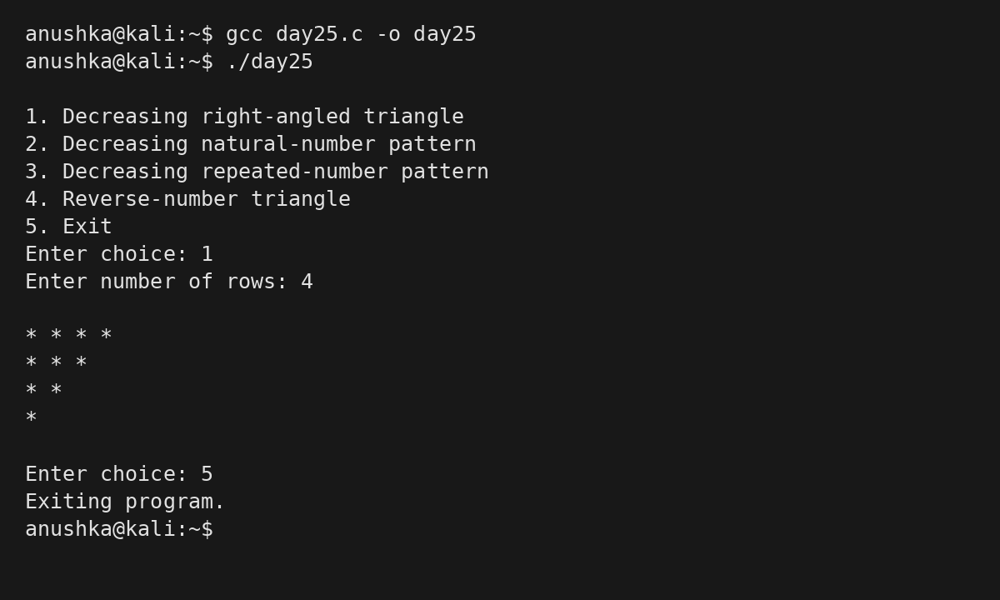 anushka@kali:~$ gcc day25.c -o day25
anushka@kali:~$ ./day25
1. Decreasing right-angled triangle
2. Decreasing natural-number pattern
3. Decreasing repeated-number pattern
4. Reverse-number triangle
5. Exit
Enter choice: 1
Enter number of rows: 4
* * * *
* * *
* *
*
Enter choice: 5
Exiting program.
anushka@kali:~$